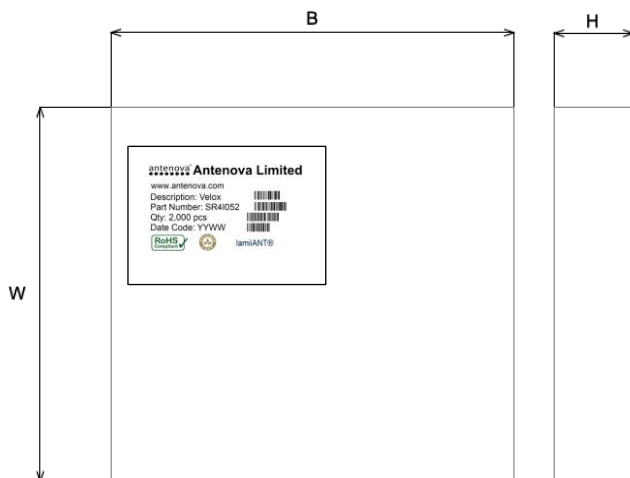 B
H
W
antenova® Antenova Limited
www.antenova.com
Description: Velox
Part Number: SR4I052
Qty: 2,000 pcs
Date Code: YYWW
RoHS
Compliant
lamiiANT®